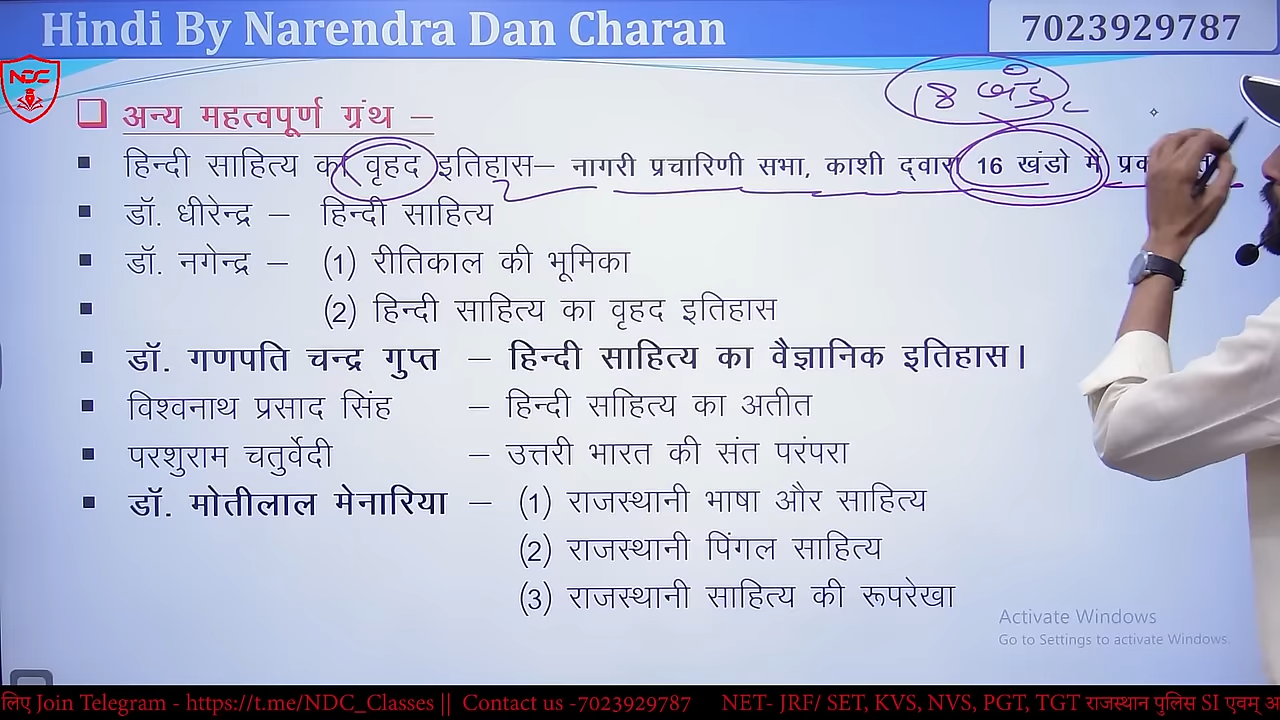 Hindi By Narendra Dan Charan
7023929787
NDC
18 खंड
❑ अन्य महत्वपूर्ण ग्रंथ –
▪ हिन्दी साहित्य का वृहद इतिहास– नागरी प्रचारिणी सभा, काशी द्वारा 16 खंडो में
▪ डॉ. धीरेन्द्र – हिन्दी साहित्य
▪ डॉ. नगेन्द्र – (1) रीतिकाल की भूमिका
▪ (2) हिन्दी साहित्य का वृहद इतिहास
▪ डॉ. गणपति चन्द्र गुप्त – हिन्दी साहित्य का वैज्ञानिक इतिहास।
▪ विश्वनाथ प्रसाद सिंह – हिन्दी सहित्य का अतीत
▪ परशुराम चतुर्वेदी – उत्तरी भारत की संत परंपरा
▪ डॉ. मोतीलाल मेनारिया – (1) राजस्थानी भाषा और साहित्य
(2) राजस्थानी पिंगल साहित्य
(3) राजस्थानी साहित्य की रूपरेखा
Activate Windows
Go to Settings to activate Windows.
लिए Join Telegram - https://t.me/NDC_Classes || Contact us -7023929787 NET- JRF/ SET, KVS, NVS, PGT, TGT राजस्थान पुलिस SI एवम्